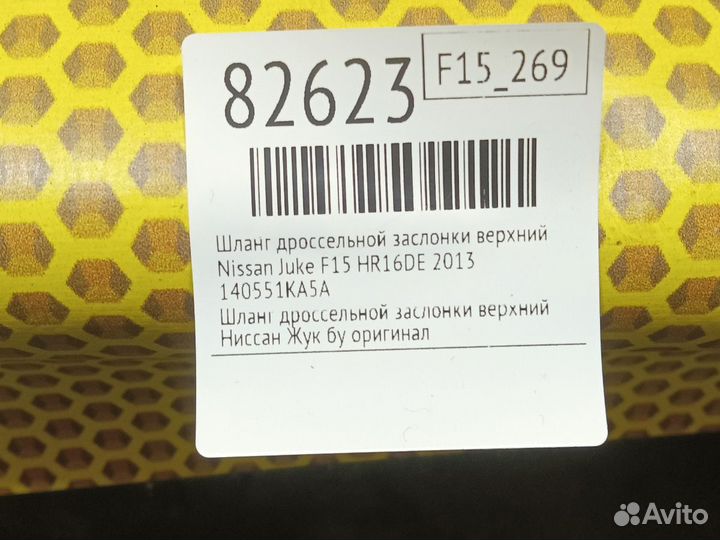 82623
F15_269
Шланг дроссельной заслонки верхний
Nissan Juke F15 HR16DE 2013
140551KA5A
Шланг дроссельной заслонки верхний
Ниссан Жук бу оригинал
Avito